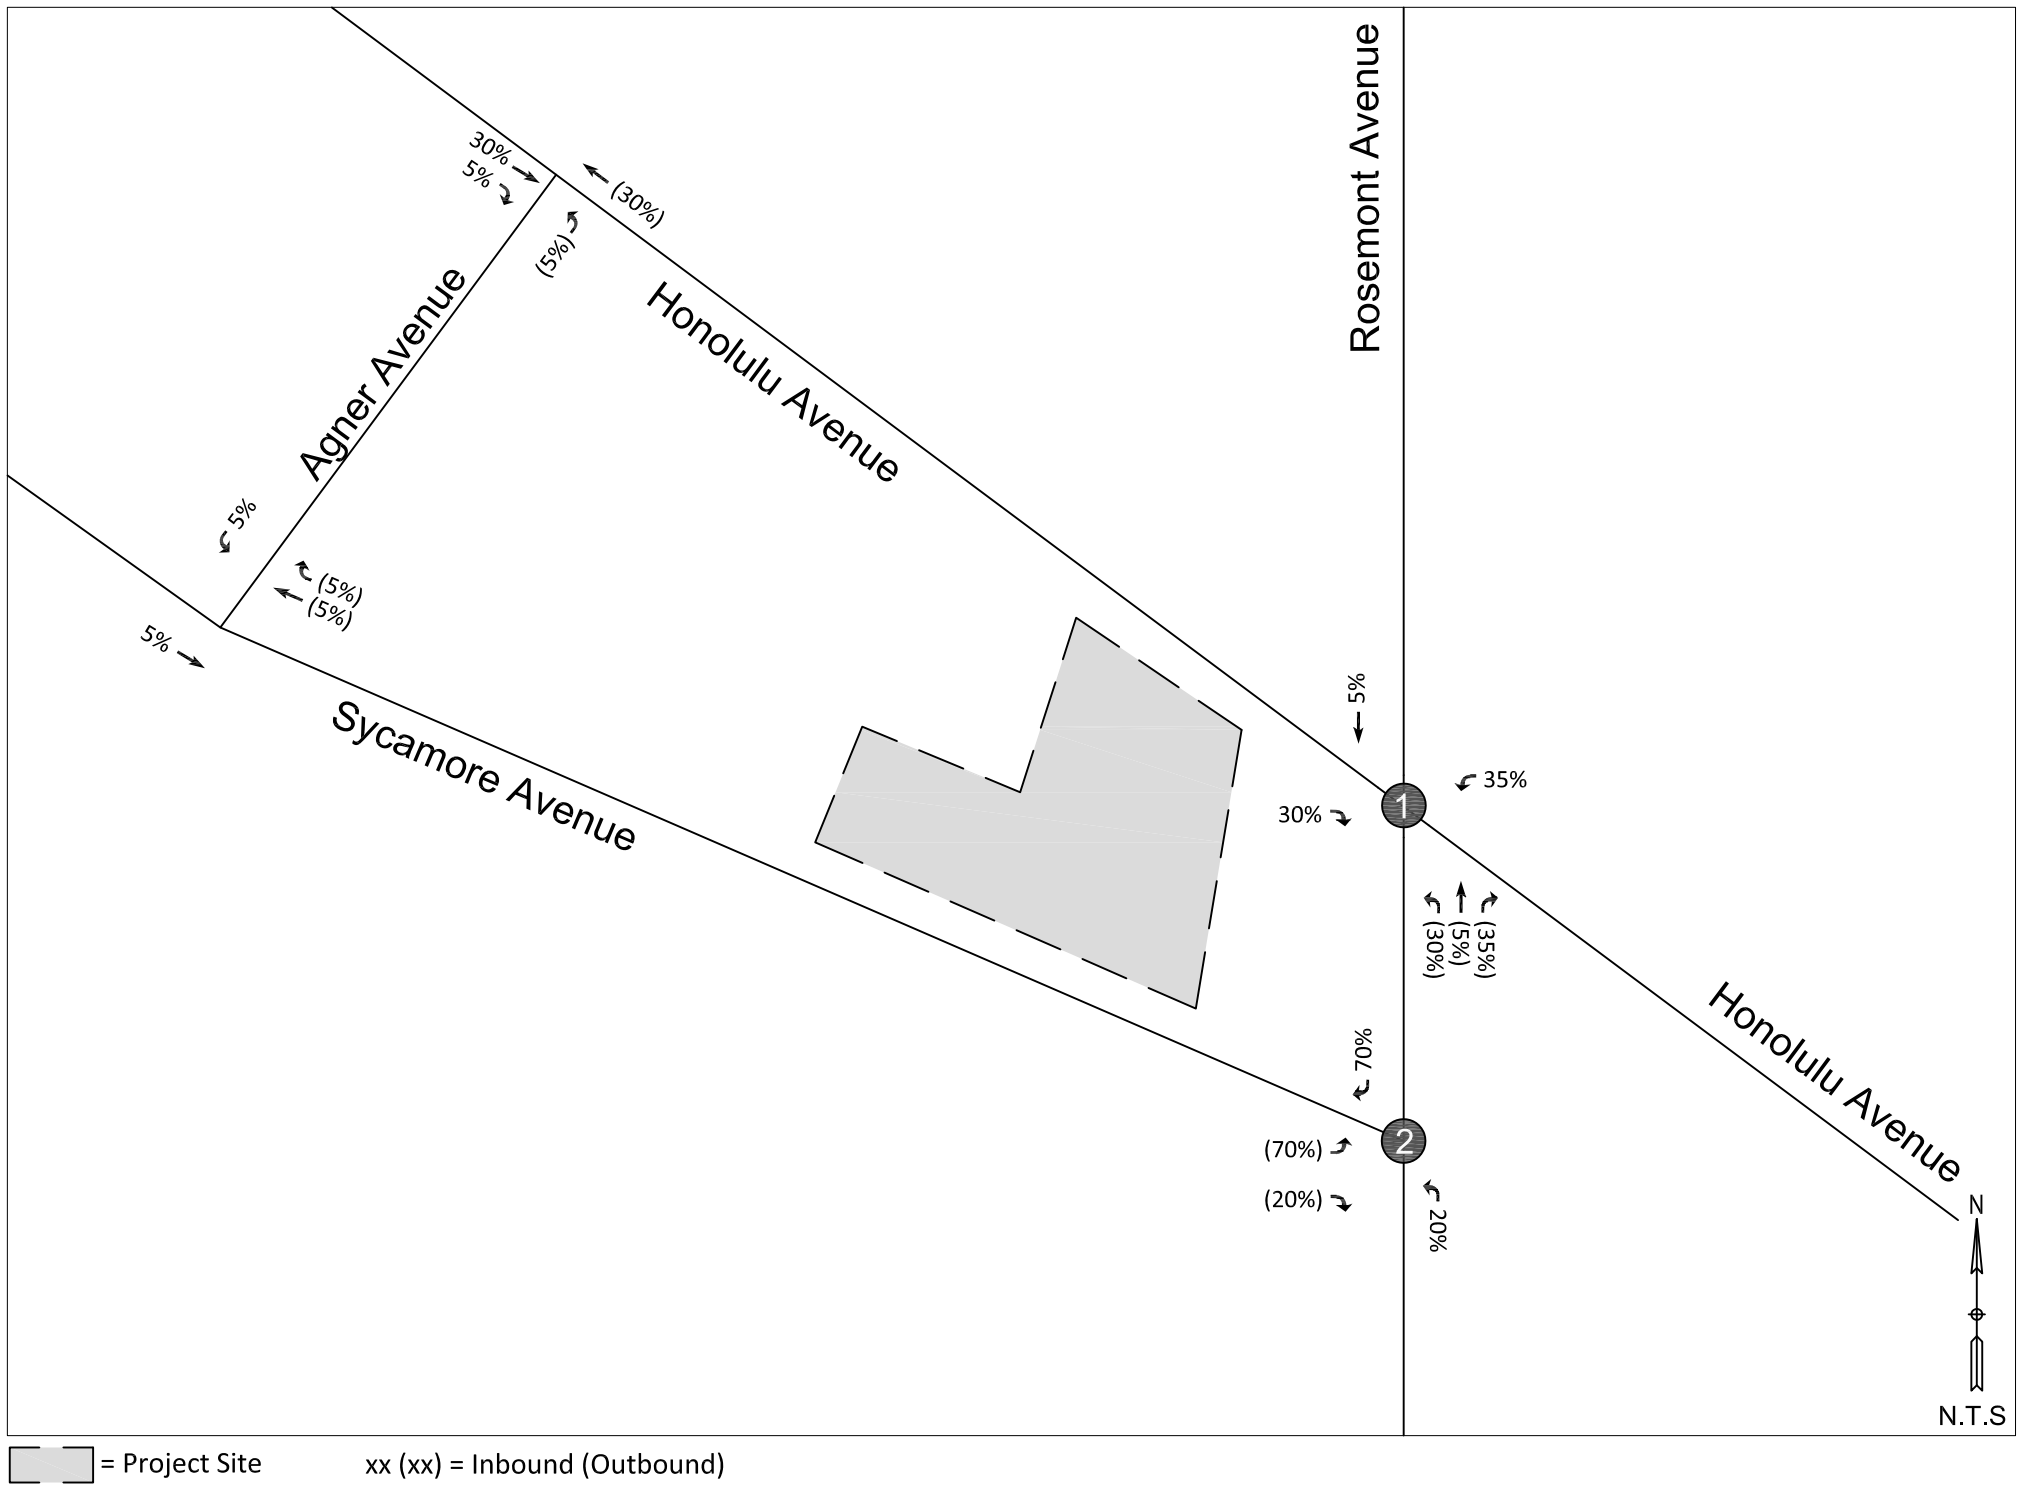 Rosemont Avenue
30%
5%
(30%)
(5%)
Honolulu Avenue
Agner Avenue
5%
(5%)
(5%)
5%
Sycamore Avenue
5%
35%
1
30%
(30%)
(5%)
(35%)
Honolulu Avenue
70%
2
(70%)
(20%)
20%
N
N.T.S
= Project Site
xx (xx) = Inbound (Outbound)